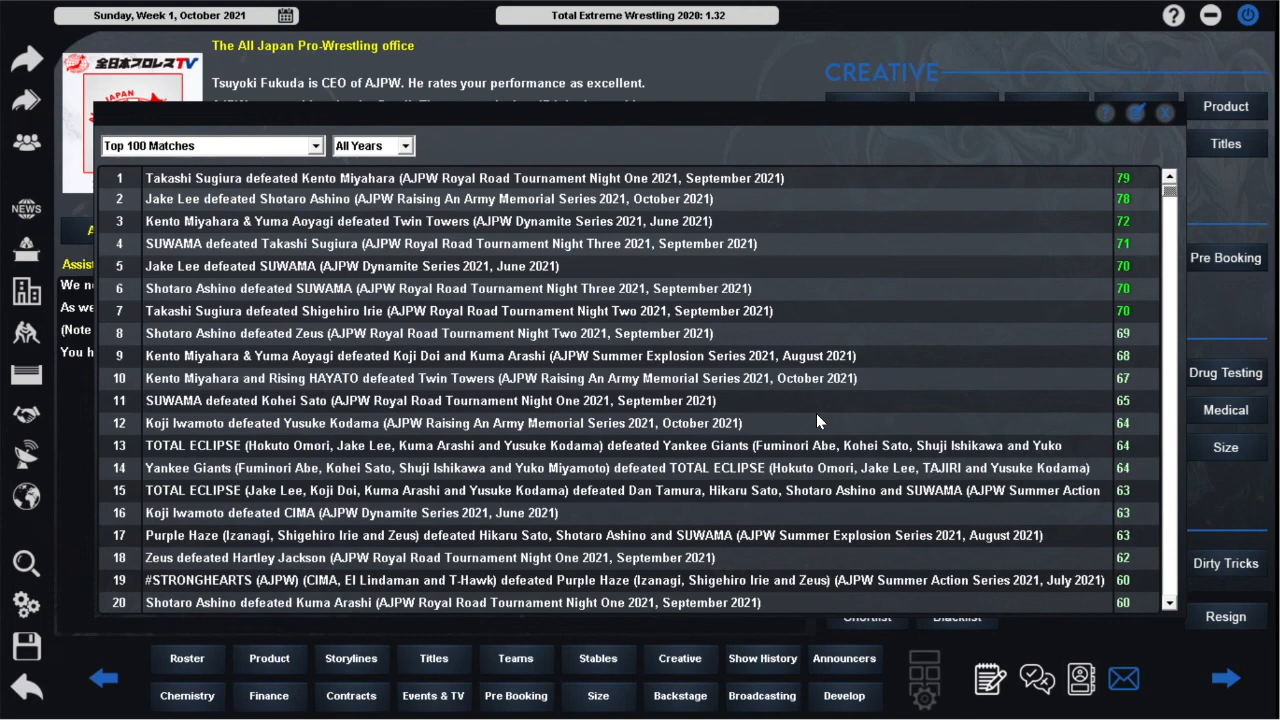 Sunday, Week 1, October 2021
Total Extreme Wrestling 2020: 1.32
The All Japan Pro-Wrestling office
全日本プロレスTV
JAPAN
Tsuyoki Fukuda is CEO of AJPW. He rates your performance as excellent.
CREATIVE
Product
Titles
Pre Booking
Drug Testing
Medical
Size
Dirty Tricks
Resign
NEWS
Assis
We n
As we
(Note
You h
Top 100 Matches
All Years
1 Takashi Sugiura defeated Kento Miyahara (AJPW Royal Road Tournament Night One 2021, September 2021) 79
2 Jake Lee defeated Shotaro Ashino (AJPW Raising An Army Memorial Series 2021, October 2021) 78
3 Kento Miyahara & Yuma Aoyagi defeated Twin Towers (AJPW Dynamite Series 2021, June 2021) 72
4 SUWAMA defeated Takashi Sugiura (AJPW Royal Road Tournament Night Three 2021, September 2021) 71
5 Jake Lee defeated SUWAMA (AJPW Dynamite Series 2021, June 2021) 70
6 Shotaro Ashino defeated SUWAMA (AJPW Royal Road Tournament Night Three 2021, September 2021) 70
7 Takashi Sugiura defeated Shigehiro Irie (AJPW Royal Road Tournament Night Two 2021, September 2021) 70
8 Shotaro Ashino defeated Zeus (AJPW Royal Road Tournament Night Two 2021, September 2021) 69
9 Kento Miyahara & Yuma Aoyagi defeated Koji Doi and Kuma Arashi (AJPW Summer Explosion Series 2021, August 2021) 68
10 Kento Miyahara and Rising HAYATO defeated Twin Towers (AJPW Raising An Army Memorial Series 2021, October 2021) 67
11 SUWAMA defeated Kohei Sato (AJPW Royal Road Tournament Night One 2021, September 2021) 65
12 Koji Iwamoto defeated Yusuke Kodama (AJPW Raising An Army Memorial Series 2021, October 2021) 64
13 TOTAL ECLIPSE (Hokuto Omori, Jake Lee, Kuma Arashi and Yusuke Kodama) defeated Yankee Giants (Fuminori Abe, Kohei Sato, Shuji Ishikawa and Yuko 64
14 Yankee Giants (Fuminori Abe, Kohei Sato, Shuji Ishikawa and Yuko Miyamoto) defeated TOTAL ECLIPSE (Hokuto Omori, Jake Lee, TAJIRI and Yusuke Kodama) 64
15 TOTAL ECLIPSE (Jake Lee, Koji Doi, Kuma Arashi and Yusuke Kodama) defeated Dan Tamura, Hikaru Sato, Shotaro Ashino and SUWAMA (AJPW Summer Action 63
16 Koji Iwamoto defeated CIMA (AJPW Dynamite Series 2021, June 2021) 63
17 Purple Haze (Izanagi, Shigehiro Irie and Zeus) defeated Hikaru Sato, Shotaro Ashino and SUWAMA (AJPW Summer Explosion Series 2021, August 2021) 63
18 Zeus defeated Hartley Jackson (AJPW Royal Road Tournament Night One 2021, September 2021) 62
19 #STRONGHEARTS (AJPW) (CIMA, El Lindaman and T-Hawk) defeated Purple Haze (Izanagi, Shigehiro Irie and Zeus) (AJPW Summer Action Series 2021, July 2021) 60
20 Shotaro Ashino defeated Kuma Arashi (AJPW Royal Road Tournament Night One 2021, September 2021) 60
Shortlist
Blacklist
Roster
Product
Storylines
Titles
Teams
Stables
Creative
Show History
Announcers
Chemistry
Finance
Contracts
Events & TV
Pre Booking
Size
Backstage
Broadcasting
Develop